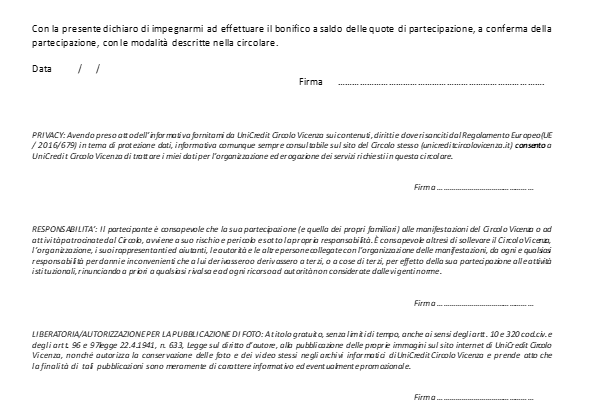 Con la presente dichiaro di impegnarmi ad effettuare il bonifico a saldo delle quote di partecipazione, a conferma della
partecipazione, con le modalità descritte nella circolare.
Data / /
Firma ……………………………………………………………………
PRIVACY: Avendo preso atto dell'informativa fornitami da UniCredit Circolo Vicenza sui contenuti, diritti e doveri sanciti dal Regolamento Europeo (UE
/ 2016/679) in tema di protezione dati, informativa comunque sempre consultabile sul sito del Circolo stesso (unicreditcircolovicenza.it) consento a
UniCredit Circolo Vicenza di trattare i miei dati per l'organizzazione ed erogazione dei servizi richiesti in questa circolare.
Firma ……………………………………
RESPONSABILITA': Il partecipante è consapevole che la sua partecipazione (e quella dei propri familiari) alle manifestazioni del Circolo Vicenza o ad
attività patrocinate dal Circolo, avviene a suo rischio e pericolo e sotto la propria responsabilità. È consapevole altresì di sollevare il Circolo Vicenza,
l'organizzazione, i suoi rappresentanti ed aiutanti, le autorità e le altre persone collegate con l'organizzazione delle manifestazioni, da ogni e qualsiasi
responsabilità per danni e inconvenienti che a lui derivassero o derivassero a terzi, o a cose di terzi, per effetto della sua partecipazione alle attività
istituzionali, rinunciando a priori a qualsiasi rivalsa e ad ogni ricorso ad autorità non considerate dalle vigenti norme.
Firma ……………………………………
LIBERATORIA/AUTORIZZAZIONE PER LA PUBBLICAZIONE DI FOTO: A titolo gratuito, senza limiti di tempo, anche ai sensi degli artt. 10 e 320 cod.civ. e
degli artt. 96 e 97legge 22.4.1941, n. 633, Legge sul diritto d'autore, alla pubblicazione delle proprie immagini sul sito internet di UniCredit Circolo
Vicenza, nonché autorizza la conservazione delle foto e dei video stessi negli archivi informatici di UniCredit Circolo Vicenza e prende atto che
la finalità di tali pubblicazioni sono meramente di carattere informativo ed eventualmente promozionale.
Firma ……………………………………